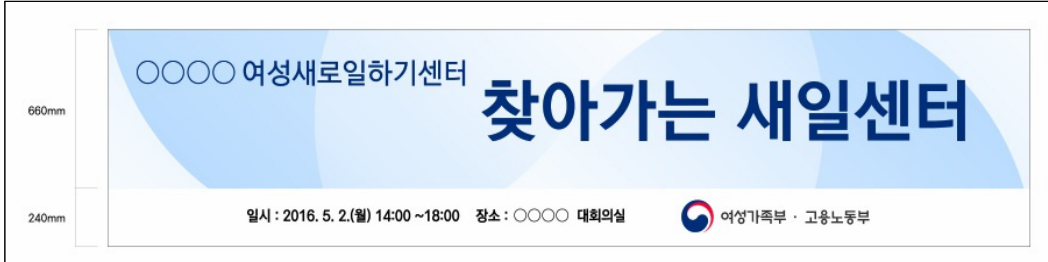 660mm
○○○○ 여성새로일하기센터
찾아가는 새일센터
240mm
일시 : 2016. 5. 2.(월) 14:00 ~18:00 장소 : ○○○○ 대회의실
여성가족부 · 고용노동부